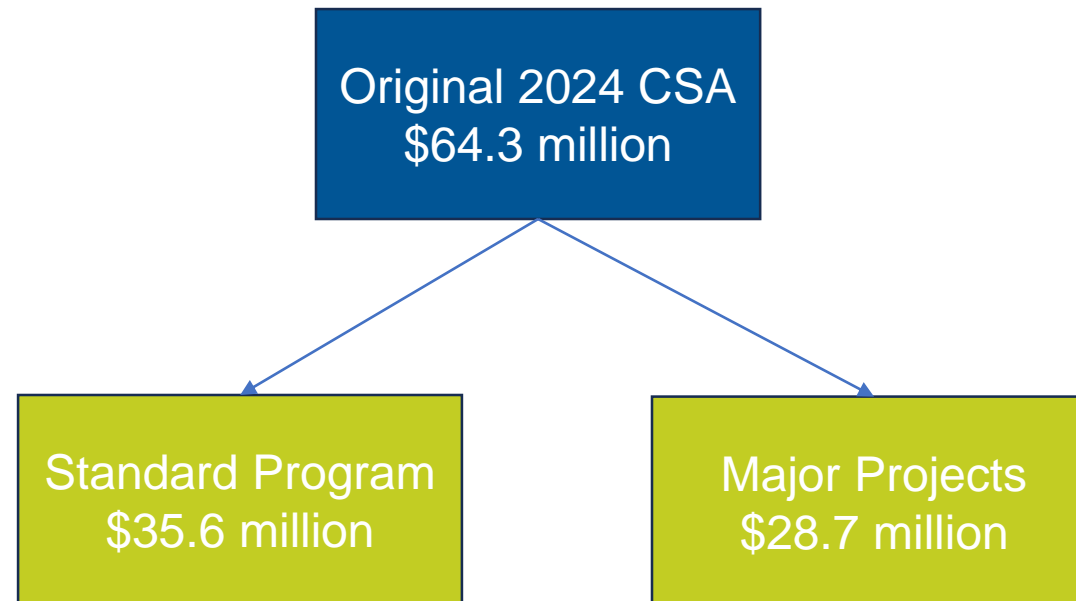 Original 2024 CSA
$64.3 million
Standard Program
$35.6 million
Major Projects
$28.7 million